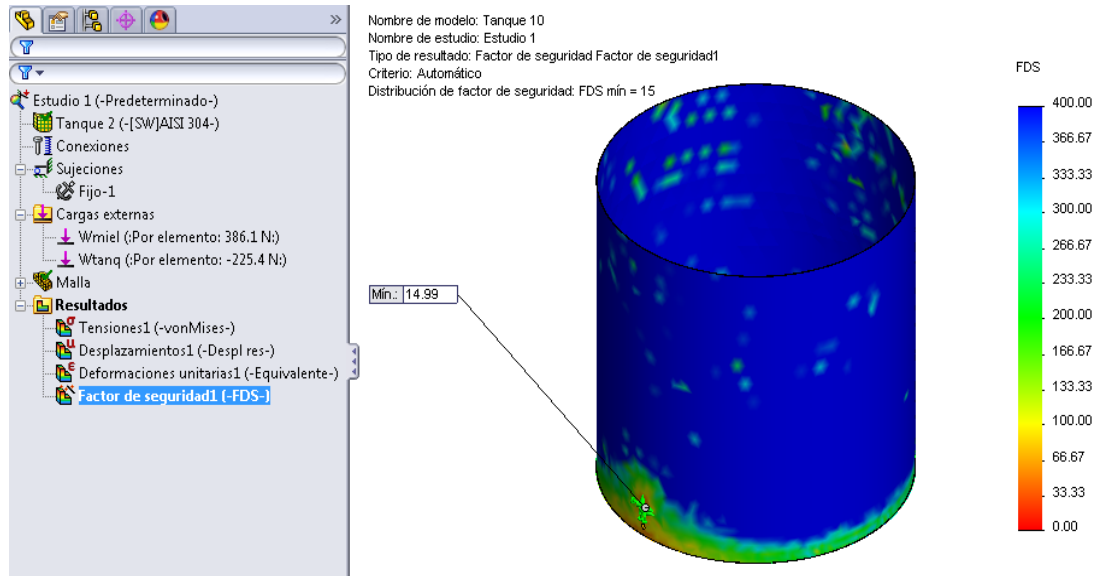 »
Estudio 1 (-Predeterminado-)
Tanque 2 (-[SW]AISI 304-)
Conexiones
Sujeciones
Fijo-1
Cargas externas
Wmiel (:Por elemento: 386.1 N:)
Wtanq (:Por elemento: -225.4 N:)
Malla
Resultados
Tensiones1 (-vonMises-)
Desplazamientos1 (-Despl res-)
Deformaciones unitarias1 (-Equivalente-)
Factor de seguridad1 (-FDS-)
Nombre de modelo: Tanque 10
Nombre de estudio: Estudio 1
Tipo de resultado: Factor de seguridad Factor de seguridad1
Criterio: Automático
Distribución de factor de seguridad: FDS mín = 15
Mín.: 14.99
FDS
400.00
366.67
333.33
300.00
266.67
233.33
200.00
166.67
133.33
100.00
66.67
33.33
0.00